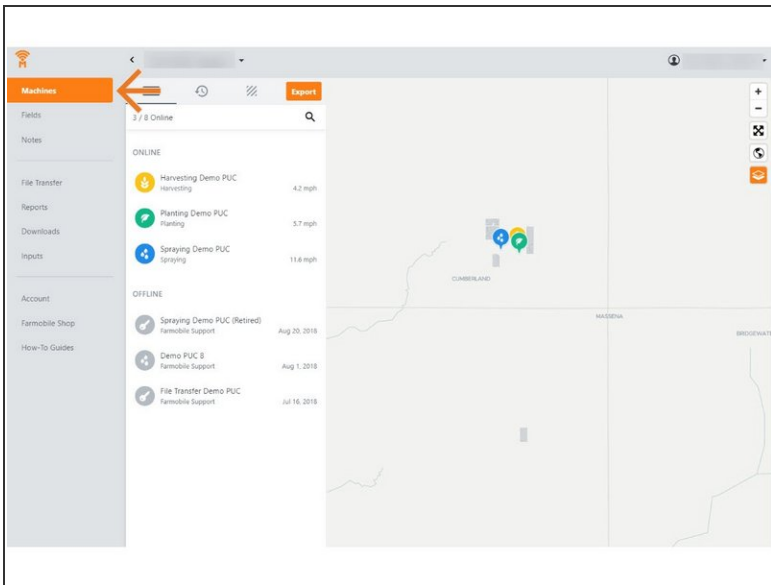 Machines
Fields
Notes
File Transfer
Reports
Downloads
Inputs
Account
Farmobile Shop
How-To Guides
Export
3 / 8 Online
ONLINE
Harvesting Demo PUC
Harvesting 4.2 mph
Planting Demo PUC
Planting 5.7 mph
Spraying Demo PUC
Spraying 11.6 mph
OFFLINE
Spraying Demo PUC (Retired)
Farmobile Support Aug 20, 2018
Demo PUC 8
Farmobile Support Aug 1, 2018
File Transfer Demo PUC
Farmobile Support Jul 16, 2018
CUMBERLAND
MASSENA
BRIDGEWAT